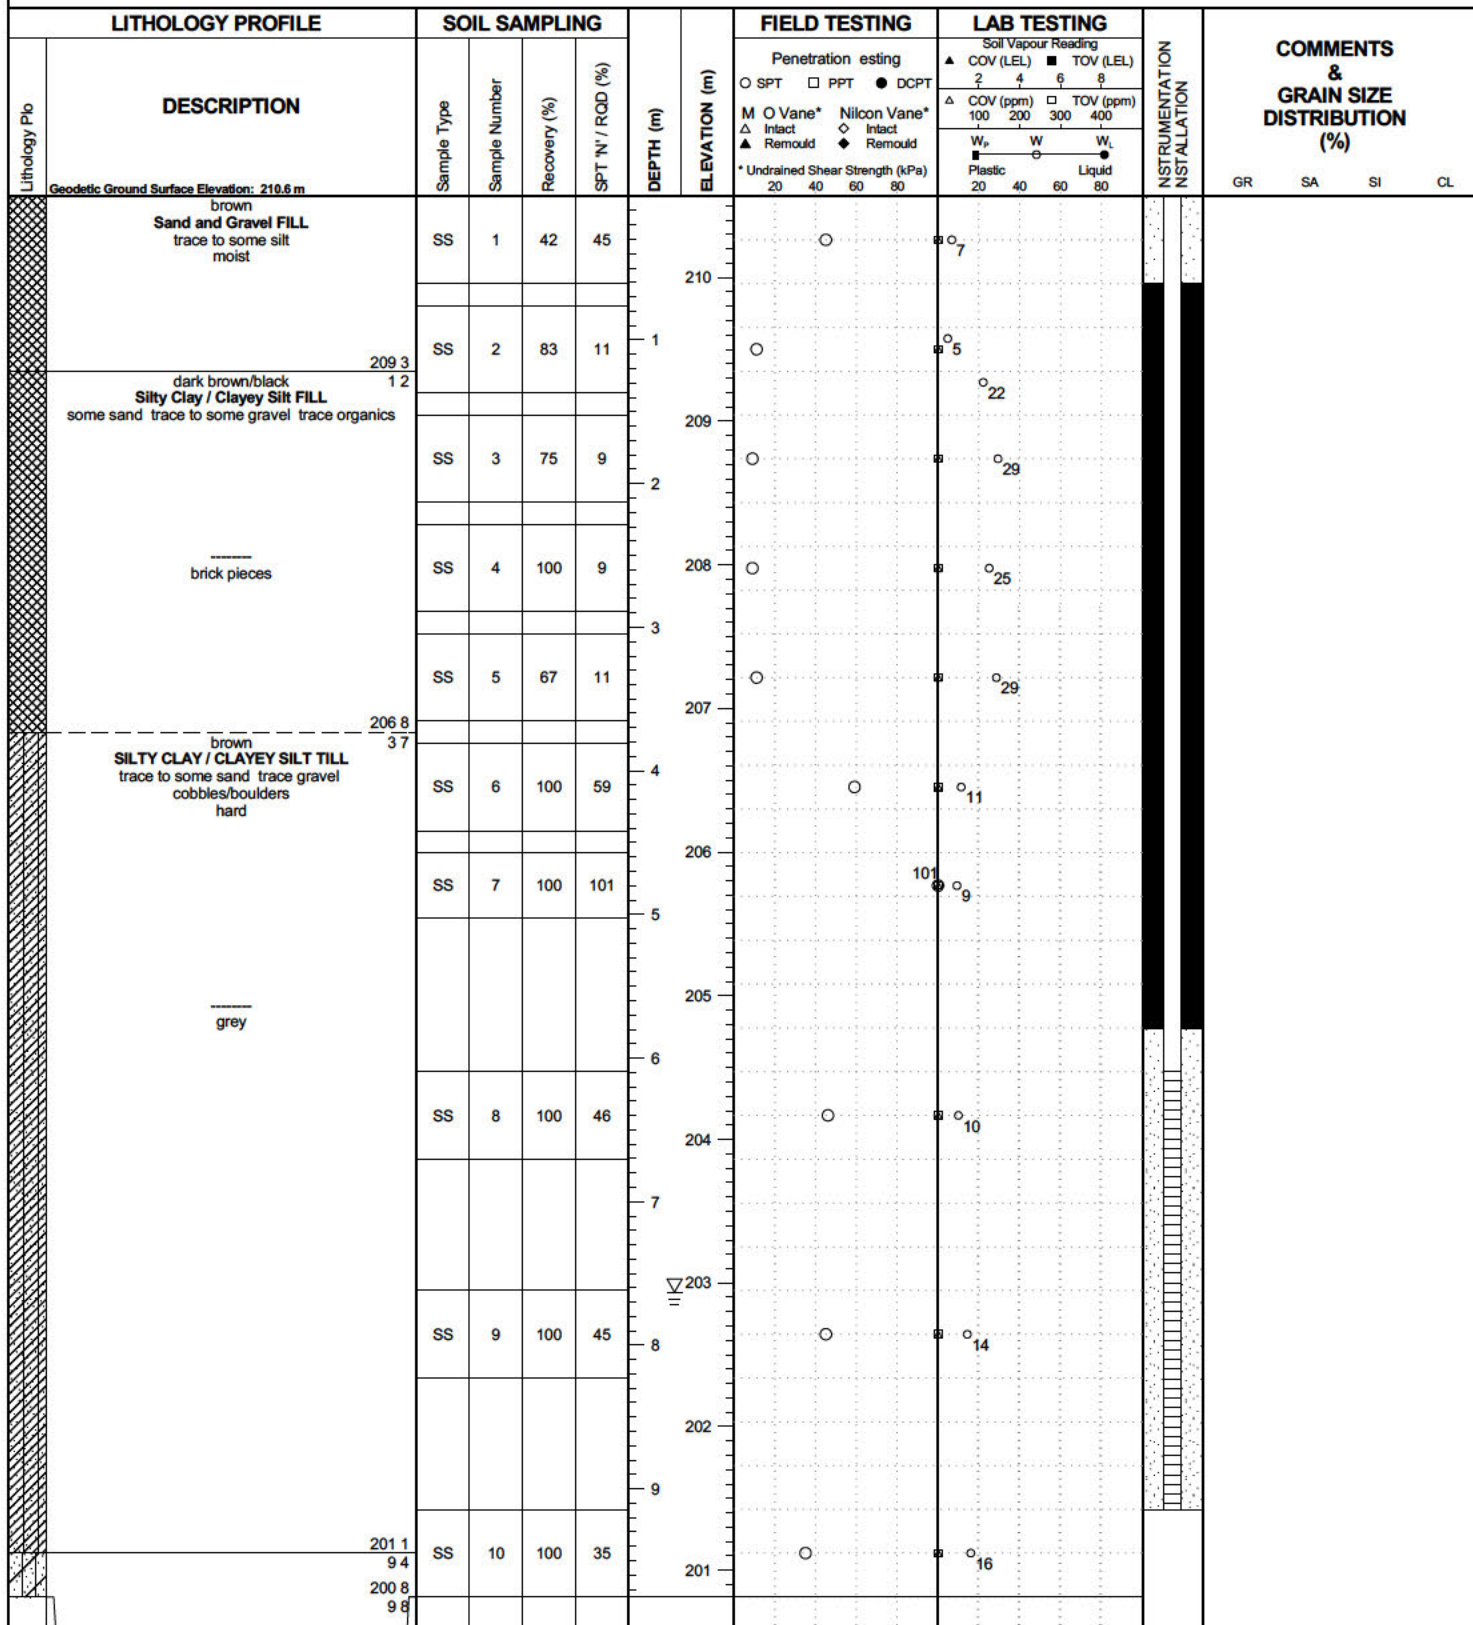 LITHOLOGY PROFILE
SOIL SAMPLING
FIELD TESTING
LAB TESTING
Lithology Plo
DESCRIPTION
Geodetic Ground Surface Elevation: 210.6 m
Sample Type
Sample Number
Recovery (%)
SPT 'N' / RQD (%)
DEPTH (m)
ELEVATION (m)
Penetration esting
SPT PPT DCPT
M O Vane* Nilcon Vane*
Intact Intact
Remould Remould
* Undrained Shear Strength (kPa)
20 40 60 80
Soil Vapour Reading
COV (LEL) TOV (LEL)
2 4 6 8
COV (ppm) TOV (ppm)
100 200 300 400
WP W WL
Plastic Liquid
20 40 60 80
NSTRUMENTATION
NSTALLATION
COMMENTS
&
GRAIN SIZE
DISTRIBUTION
(%)
GR SA SI CL
brown
Sand and Gravel FILL
trace to some silt
moist
SS 1 42 45
7
210
SS 2 83 11
1
5
209 3
1 2
dark brown/black
Silty Clay / Clayey Silt FILL
some sand trace to some gravel trace organics
22
209
SS 3 75 9
29
2
--------
brick pieces
SS 4 100 9
208
25
3
SS 5 67 11
29
207
206 8
3 7
brown
SILTY CLAY / CLAYEY SILT TILL
trace to some sand trace gravel
cobbles/boulders
hard
4
SS 6 100 59
11
206
SS 7 100 101
101
9
5
205
--------
grey
6
SS 8 100 46
10
204
7
203
SS 9 100 45
8
14
202
9
201 1
9 4
SS 10 100 35
16
201
200 8
9 8